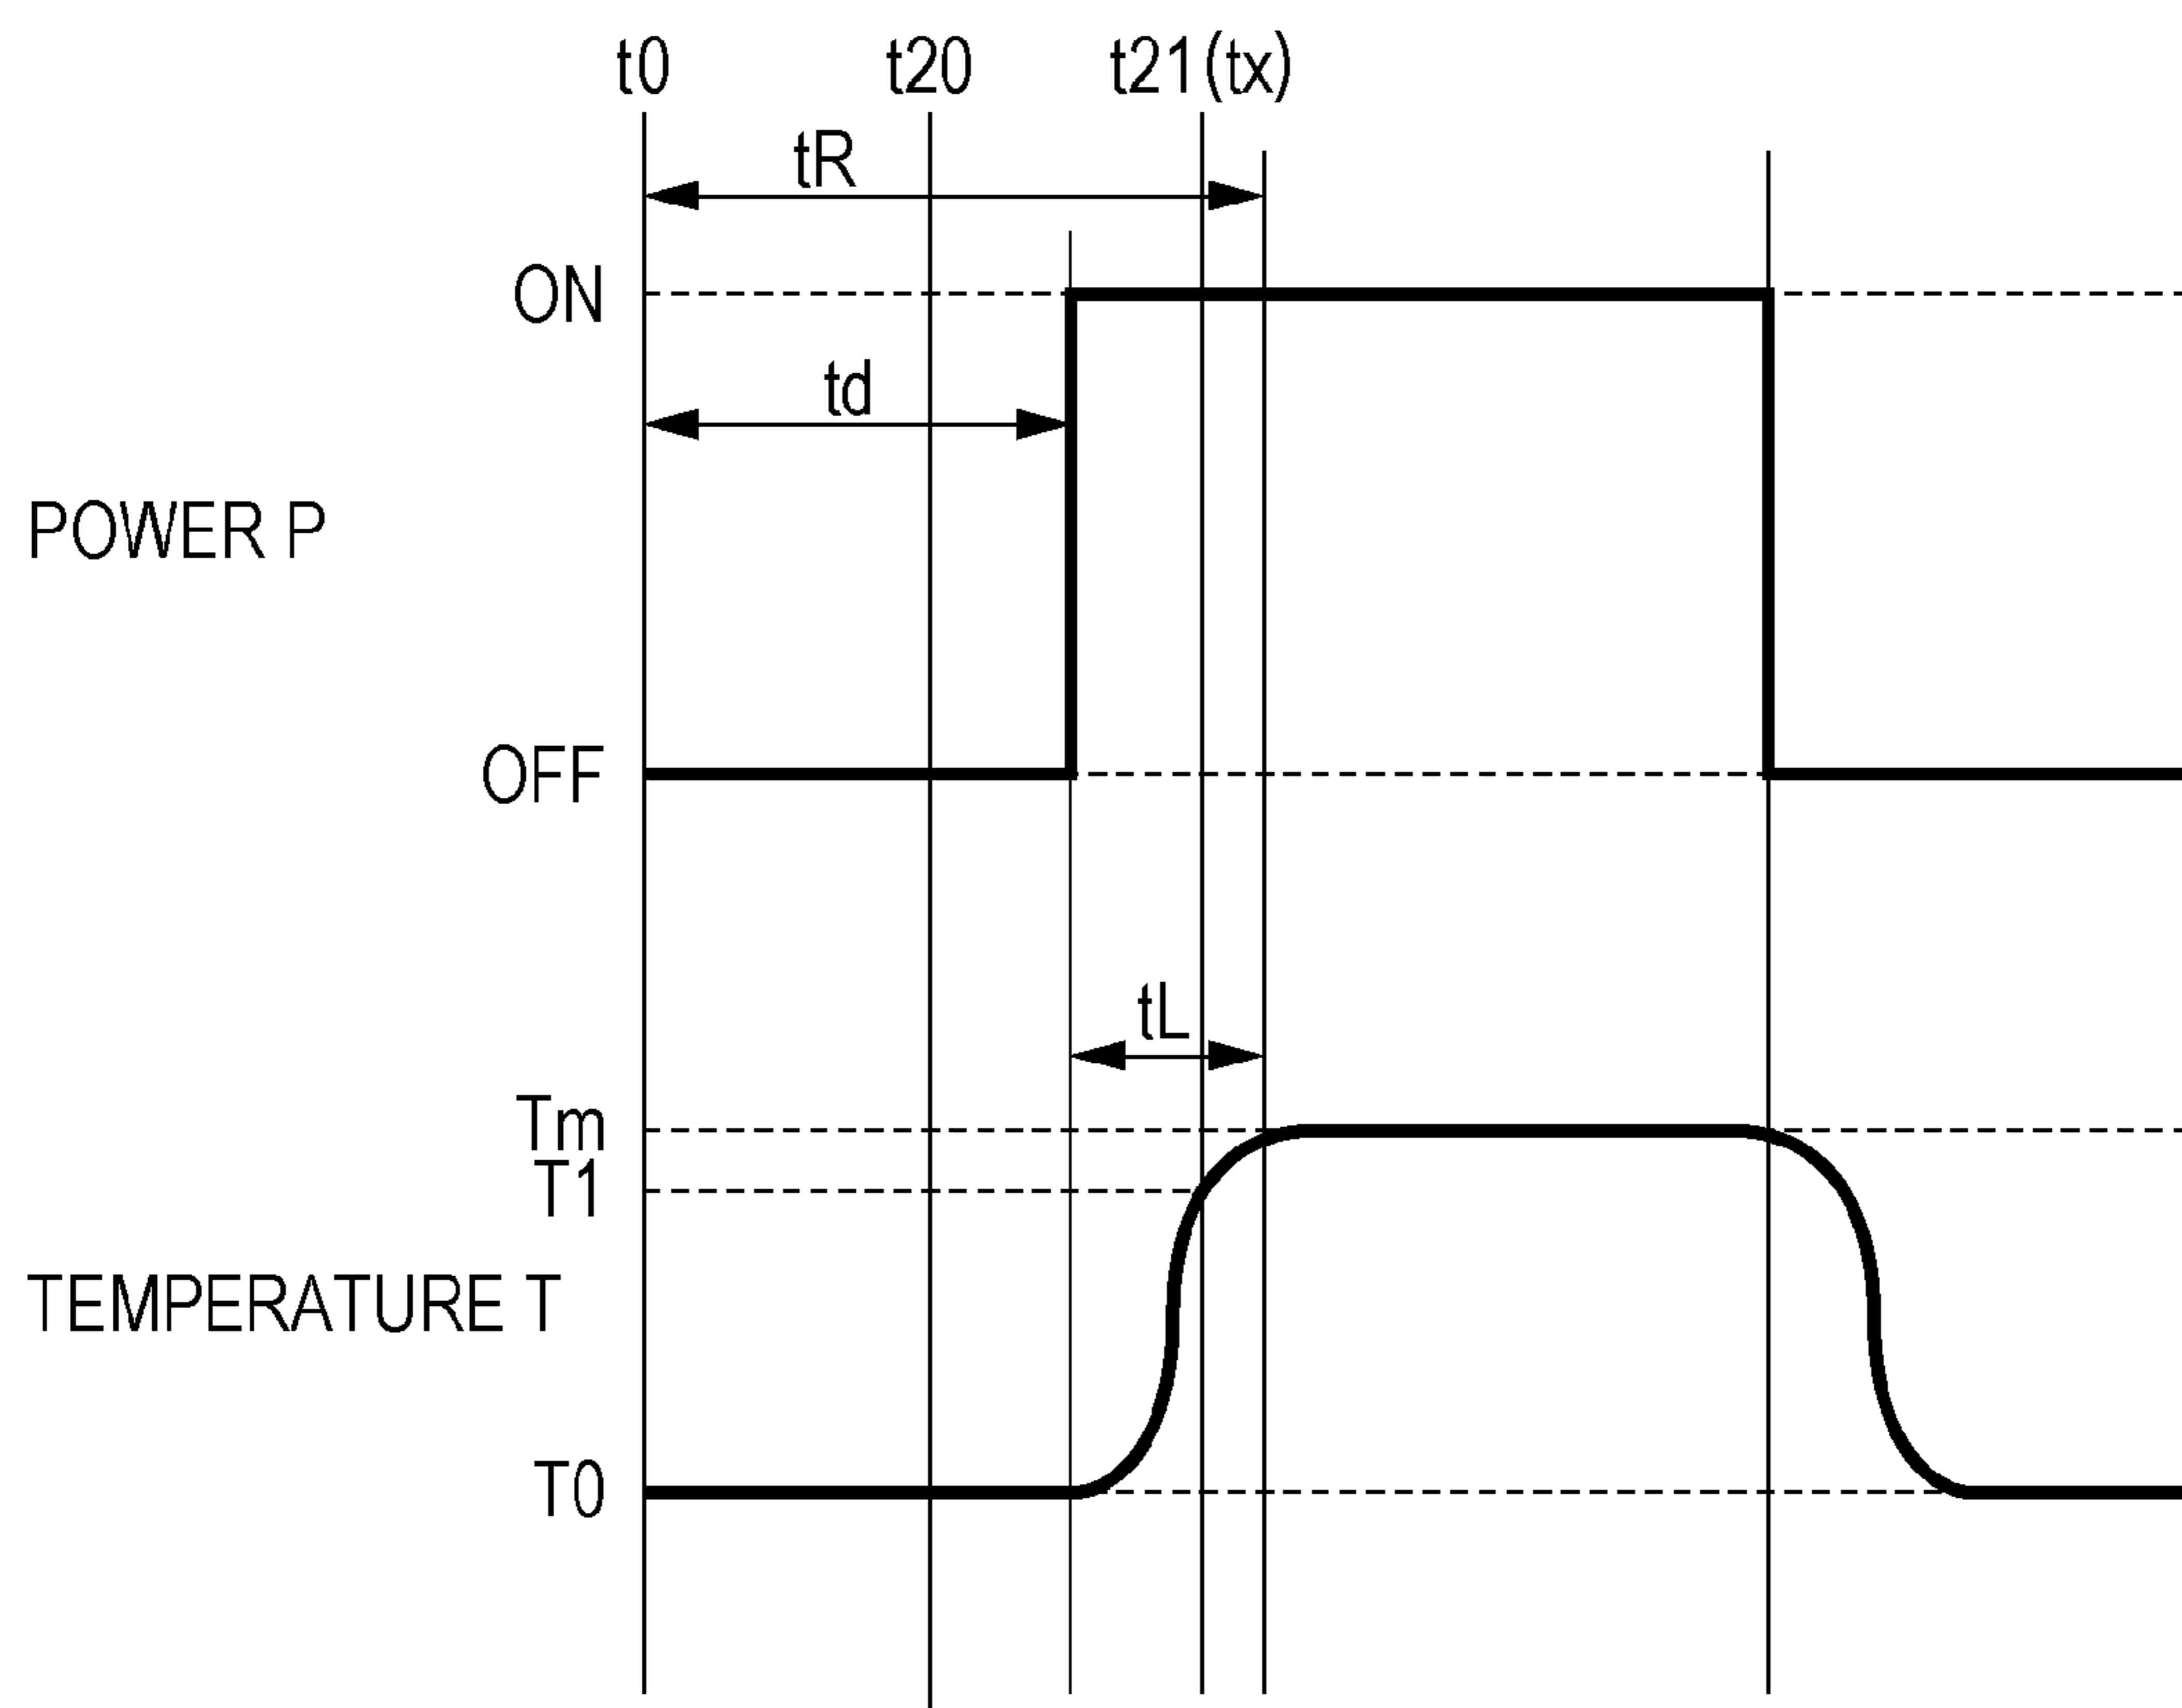 t0 t20 t21(tx)
tR
ON
td
POWER P
OFF
tL
Tm
T1
TEMPERATURE T
T0